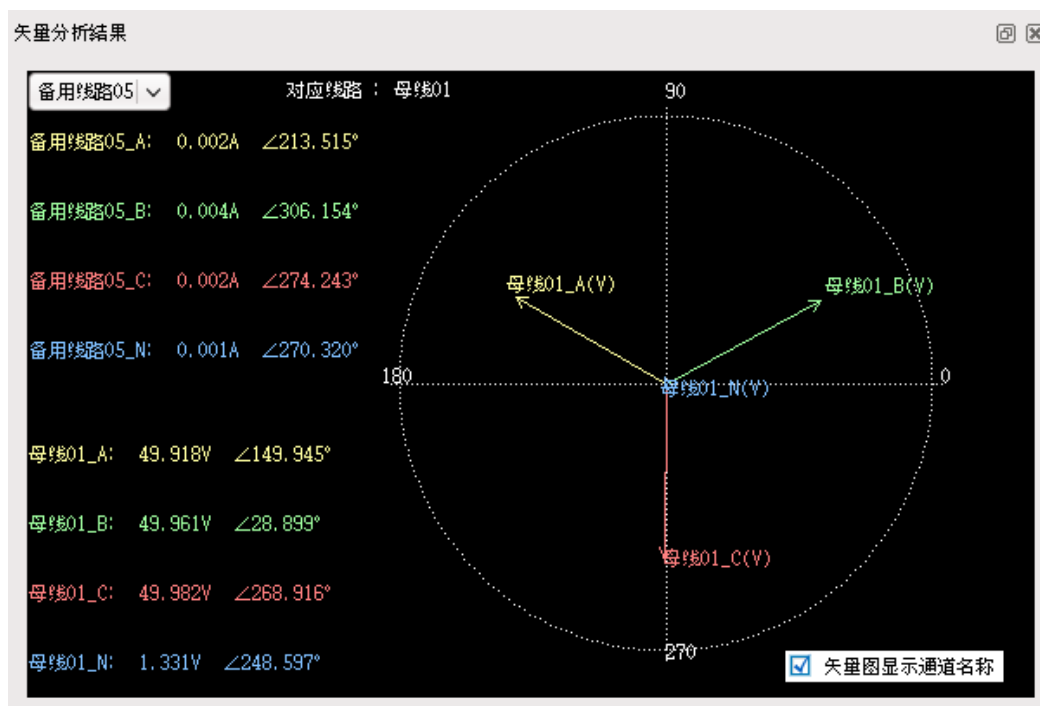 矢量分析结果
备用线路05
对应线路 : 母线01
90
备用线路05_A: 0.002A ∠213.515°
备用线路05_B: 0.004A ∠306.154°
母线01_A(V)
母线01_B(V)
备用线路05_C: 0.002A ∠274.243°
备用线路05_N: 0.001A ∠270.320°
180
0
母线01_N(V)
母线01_A: 49.918V ∠149.945°
母线01_B: 49.961V ∠28.899°
母线01_C(V)
母线01_C: 49.982V ∠268.916°
270
母线01_N: 1.331V ∠248.597°
矢量图显示通道名称